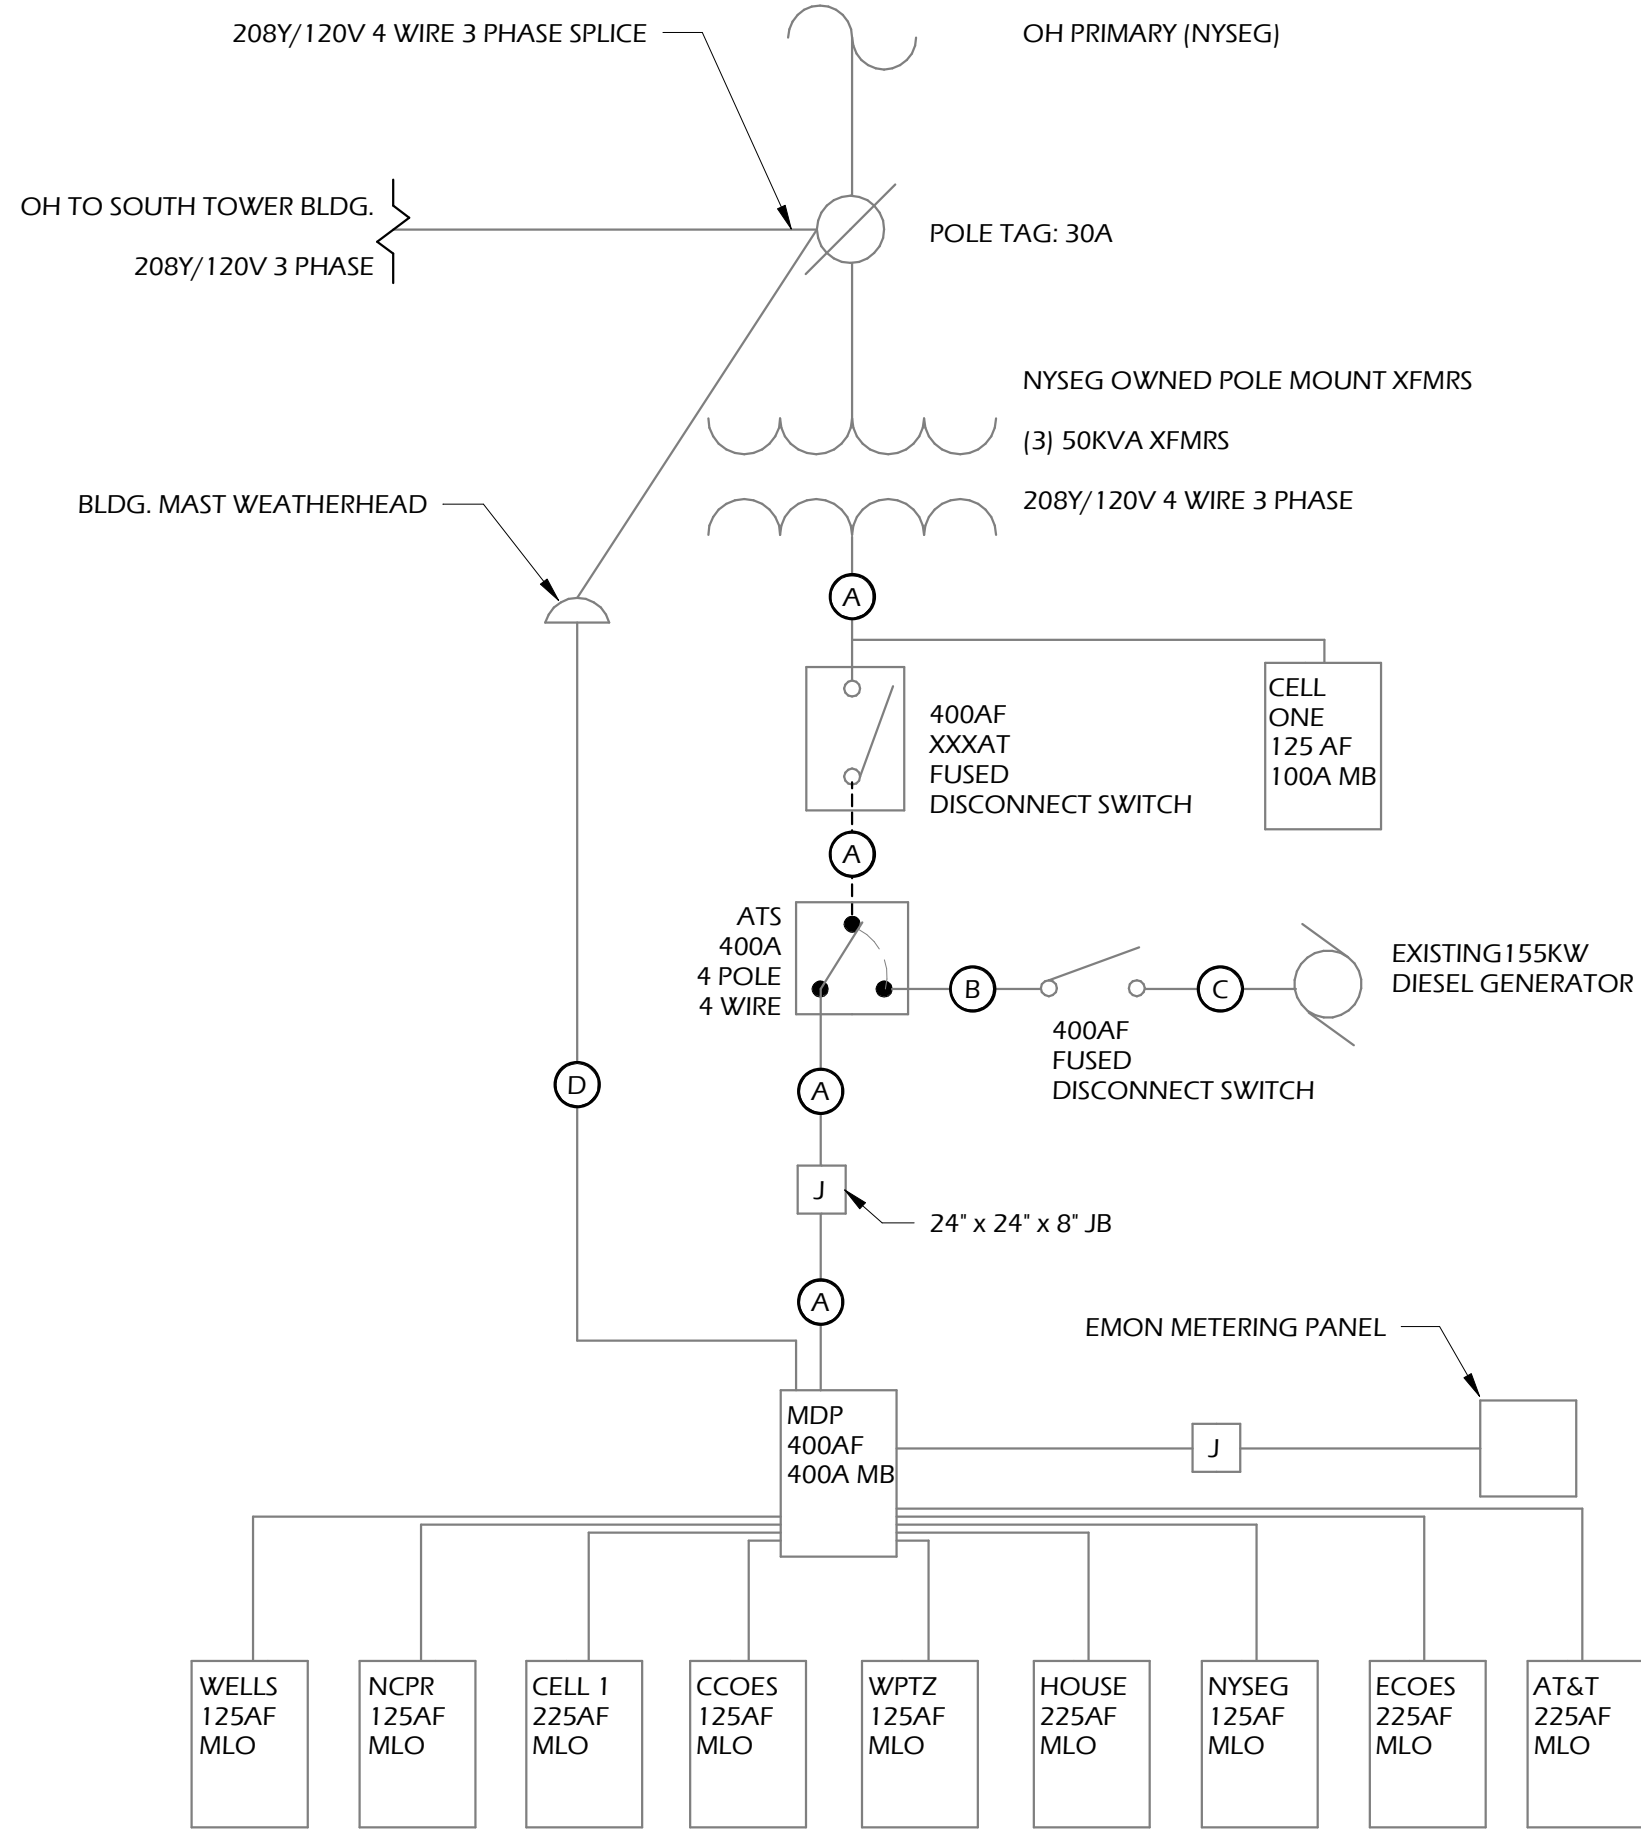 208Y/120V 4 WIRE 3 PHASE SPLICE
OH PRIMARY (NYSEG)
OH TO SOUTH TOWER BLDG.
208Y/120V 3 PHASE
POLE TAG: 30A
NYSEG OWNED POLE MOUNT XFMRS
(3) 50KVA XFMRS
208Y/120V 4 WIRE 3 PHASE
BLDG. MAST WEATHERHEAD
A
CELL
ONE
125 AF
100A MB
400AF
XXXAT
FUSED
DISCONNECT SWITCH
A
ATS
400A
4 POLE
4 WIRE
B
C
EXISTING155KW
DIESEL GENERATOR
400AF
FUSED
DISCONNECT SWITCH
D
A
J
24" x 24" x 8" JB
A
EMON METERING PANEL
MDP
400AF
400A MB
J
WELLS
125AF
MLO
NCPR
125AF
MLO
CELL 1
225AF
MLO
CCOES
125AF
MLO
WPTZ
125AF
MLO
HOUSE
225AF
MLO
NYSEG
125AF
MLO
ECOES
225AF
MLO
AT&T
225AF
MLO